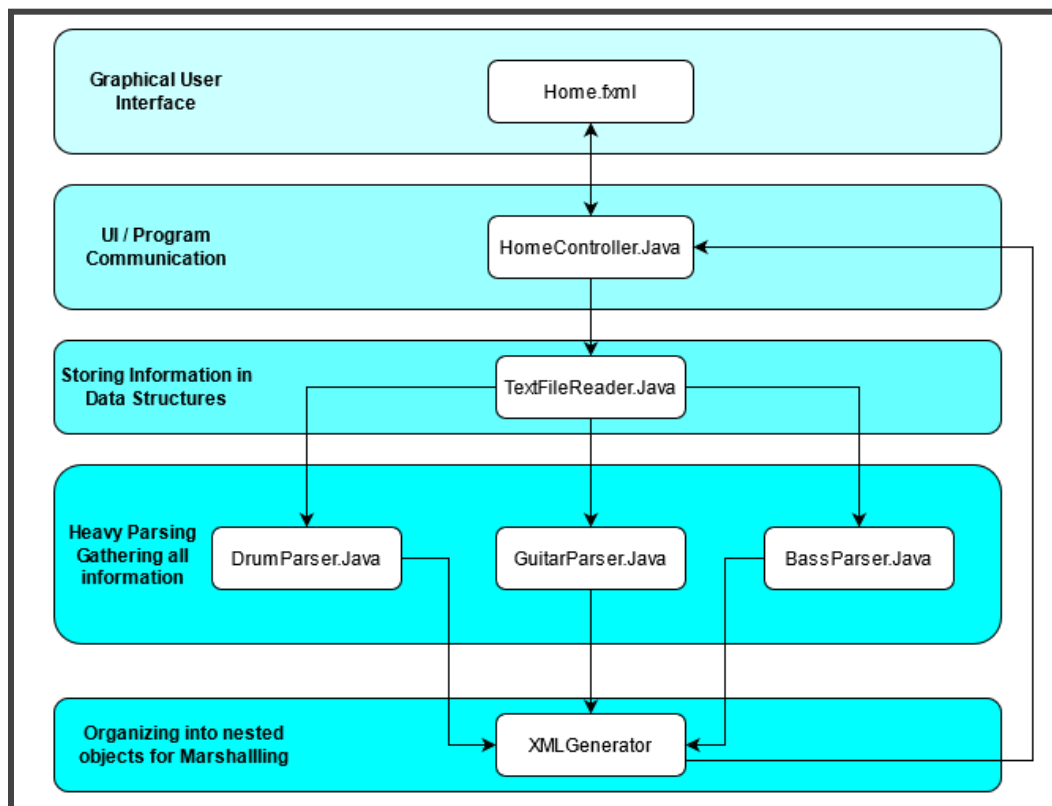 Graphical User
Interface
Home.fxml
UI / Program
Communication
HomeController.Java
Storing Information in
Data Structures
TextFileReader.Java
Heavy Parsing
Gathering all
information
DrumParser.Java
GuitarParser.Java
BassParser.Java
Organizing into nested
objects for Marshallling
XMLGenerator